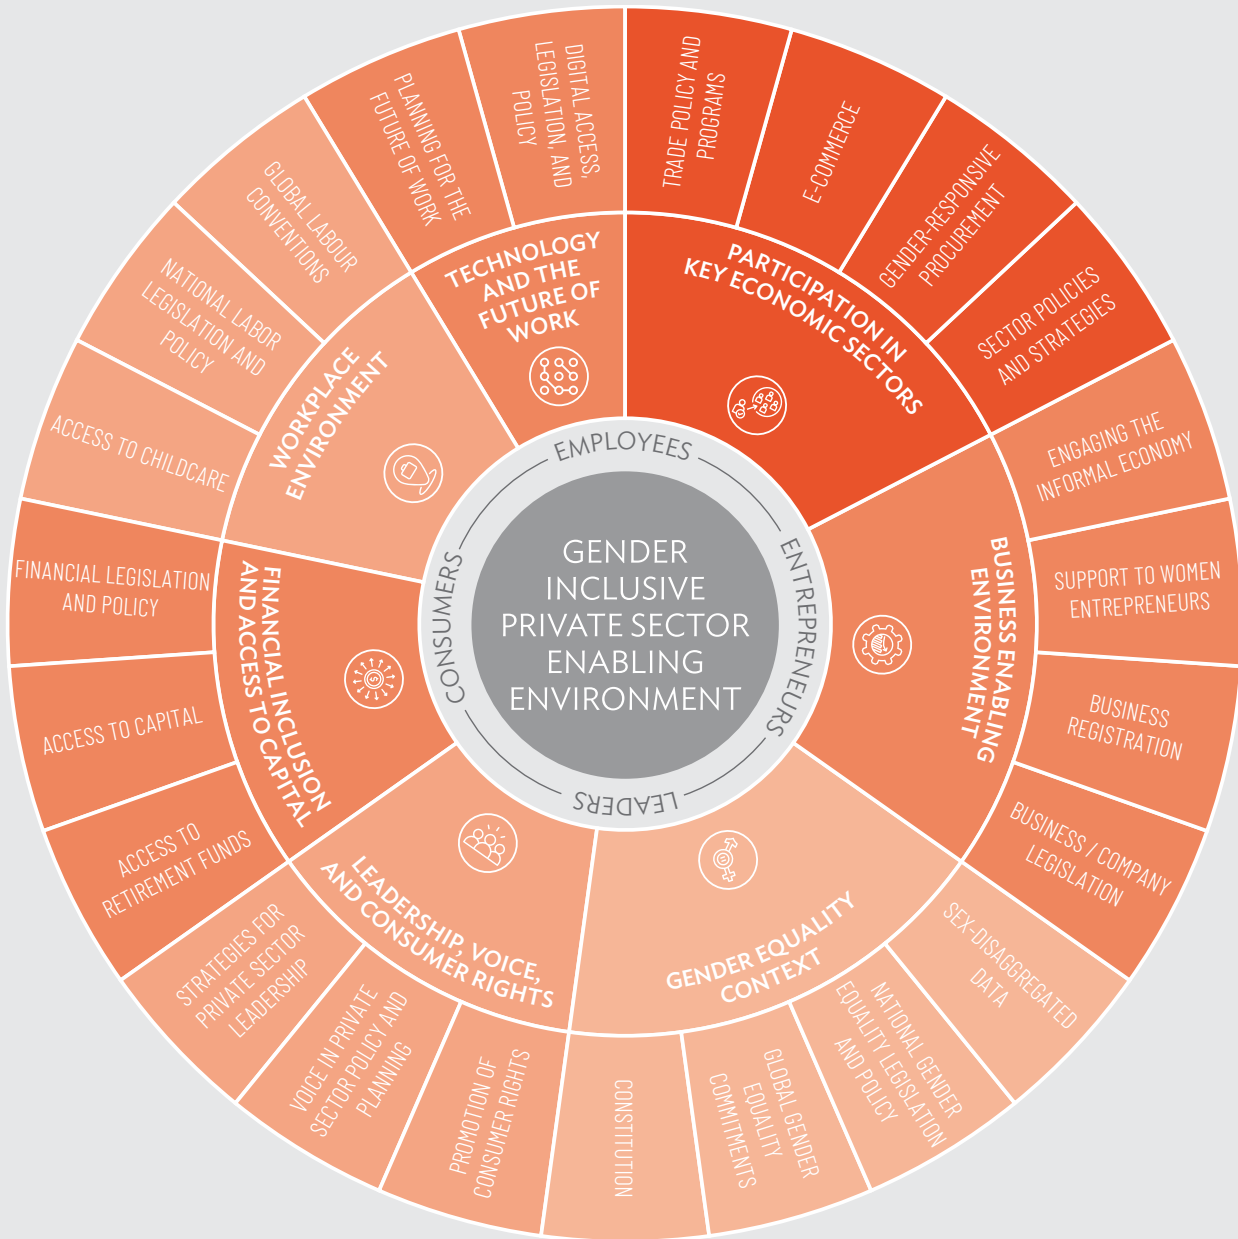 GENDER
INCLUSIVE
PRIVATE SECTOR
ENABLING
ENVIRONMENT
EMPLOYEES
ENTREPRENEURS
LEADERS
CONSUMERS
PARTICIPATION IN
KEY ECONOMIC SECTORS
TRADE POLICY AND
PROGRAMS
E-COMMERCE
GENDER-RESPONSIVE
PROCUREMENT
SECTOR POLICIES
AND STRATEGIES
BUSINESS ENABLING
ENVIRONMENT
ENGAGING THE
INFORMAL ECONOMY
SUPPORT TO WOMEN
ENTREPRENEURS
BUSINESS
REGISTRATION
BUSINESS / COMPANY
LEGISLATION
GENDER EQUALITY
CONTEXT
SEX-DISAGGREGATED
DATA
NATIONAL GENDER
EQUALITY LEGISLATION
AND POLICY
GLOBAL GENDER
EQUALITY
COMMITMENTS
CONSTITUTION
LEADERSHIP, VOICE,
AND CONSUMER RIGHTS
PROMOTION OF
CONSUMER RIGHTS
VOICE IN PRIVATE
SECTOR POLICY AND
PLANNING
STRATEGIES FOR
PRIVATE SECTOR
LEADERSHIP
FINANCIAL INCLUSION
AND ACCESS TO CAPITAL
ACCESS TO
RETIREMENT FUNDS
ACCESS TO CAPITAL
FINANCIAL LEGISLATION
AND POLICY
WORKPLACE
ENVIRONMENT
ACCESS TO CHILDCARE
NATIONAL LABOR
LEGISLATION AND
POLICY
GLOBAL LABOUR
CONVENTIONS
TECHNOLOGY
AND THE
FUTURE OF
WORK
PLANNING FOR THE
FUTURE OF WORK
DIGITAL ACCESS,
LEGISLATION, AND
POLICY